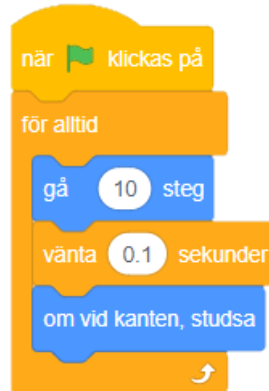 när klickas på
för alltid
gå 10 steg
vänta 0.1 sekunder
om vid kanten, studsa